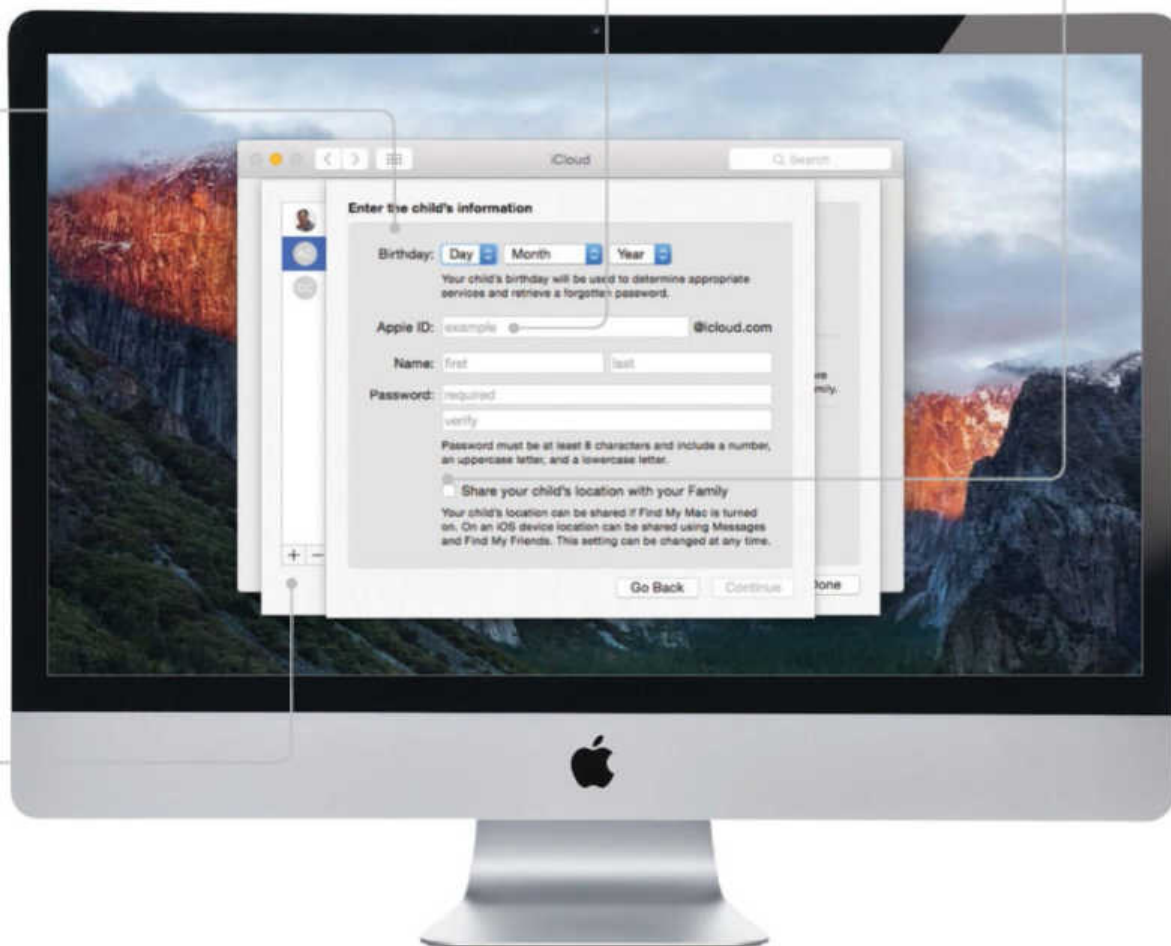 iCloud
Search
Enter the child's information
Birthday: Day Month Year
Your child's birthday will be used to determine appropriate
services and retrieve a forgotten password.
Apple ID: example @icloud.com
Name: first last
Password: required
verify
Password must be at least 8 characters and include a number,
an uppercase letter, and a lowercase letter.
Share your child's location with your Family
Your child's location can be shared if Find My Mac is turned
on. On an iOS device location can be shared using Messages
and Find My Friends. This setting can be changed at any time.
Go Back Continue